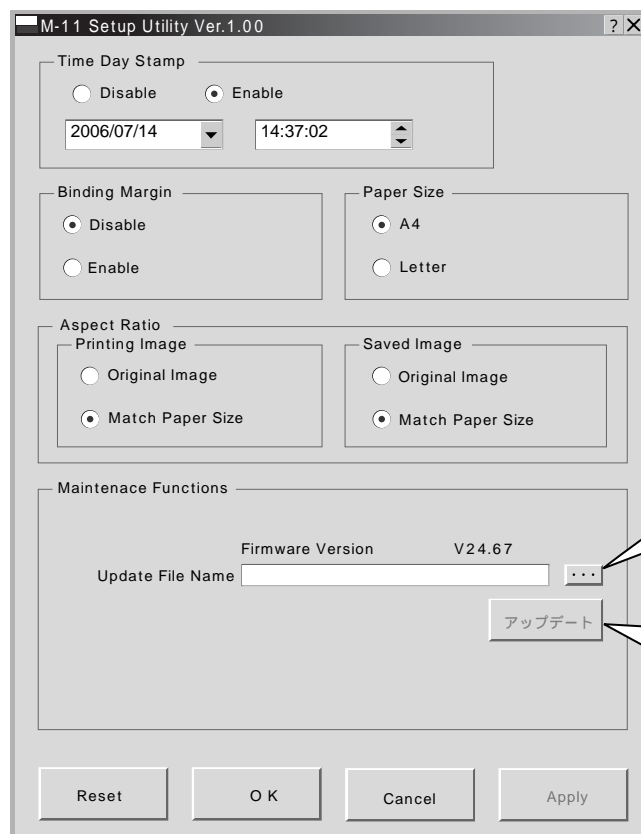 M-11 Setup Utility Ver.1.00 ? X
Time Day Stamp
Disable Enable
2006/07/14 14:37:02
Binding Margin Paper Size
Disable A4
Enable Letter
Aspect Ratio
Printing Image Saved Image
Original Image Original Image
Match Paper Size Match Paper Size
Maintenace Functions
Firmware Version V24.67
Update File Name ...
アップデート
Reset OK Cancel Apply